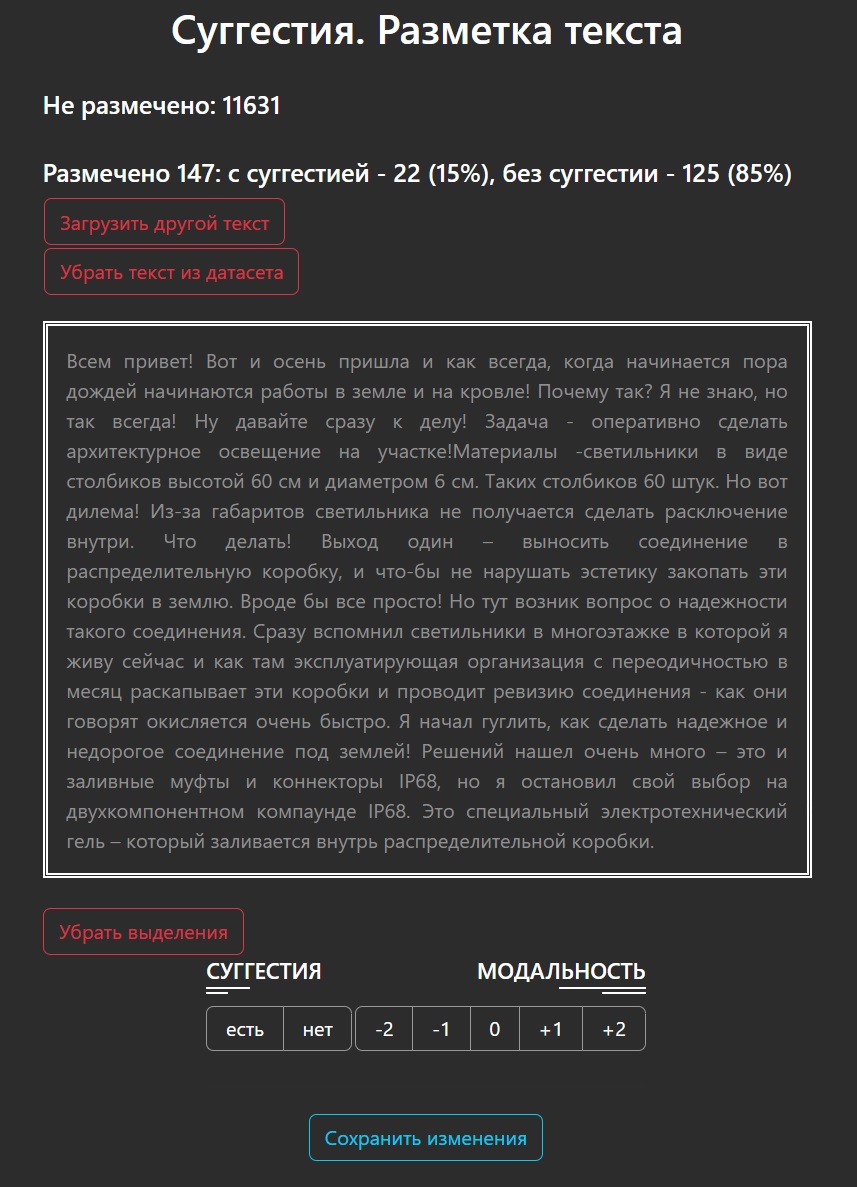 Суггестия. Разметка текста
Не размечено: 11631
Размечено 147: с суггестией - 22 (15%), без суггестии - 125 (85%)
Загрузить другой текст
Убрать текст из датасета
Всем привет! Вот и осень пришла и как всегда, когда начинается пора
дождей начинаются работы в земле и на кровле! Почему так? Я не знаю, но
так всегда! Ну давайте сразу к делу! Задача - оперативно сделать
архитектурное освещение на участке!Материалы -светильники в виде
столбиков высотой 60 см и диаметром 6 см. Таких столбиков 60 штук. Но вот
дилема! Из-за габаритов светильника не получается сделать расключение
внутри. Что делать! Выход один – выносить соединение в
распределительную коробку, и что-бы не нарушать эстетику закопать эти
коробки в землю. Вроде бы все просто! Но тут возник вопрос о надежности
такого соединения. Сразу вспомнил светильники в многоэтажке в которой я
живу сейчас и как там эксплуатирующая организация с переодичностью в
месяц раскапывает эти коробки и проводит ревизию соединения - как они
говорят окисляется очень быстро. Я начал гуглить, как сделать надежное и
недорогое соединение под землей! Решений нашел очень много – это и
заливные муфты и коннекторы IP68, но я остановил свой выбор на
двухкомпонентном компаунде IP68. Это специальный электротехнический
гель – который заливается внутрь распределительной коробки.
Убрать выделения
СУГГЕСТИЯ МОДАЛЬНОСТЬ
есть нет -2 -1 0 +1 +2
Сохранить изменения